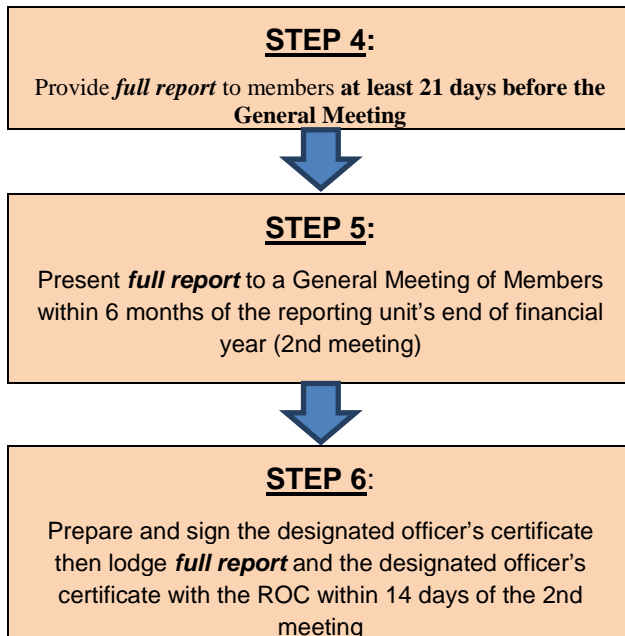 STEP 4:
Provide full report to members at least 21 days before the
General Meeting
STEP 5:
Present full report to a General Meeting of Members
within 6 months of the reporting unit's end of financial
year (2nd meeting)
STEP 6:
Prepare and sign the designated officer's certificate
then lodge full report and the designated officer's
certificate with the ROC within 14 days of the 2nd
meeting